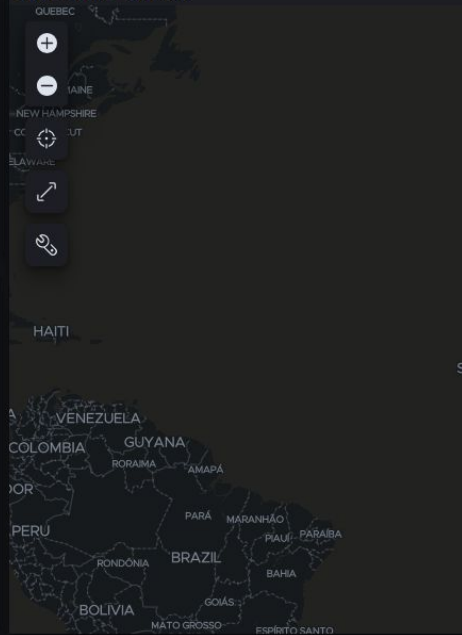 QUEBEC
MAINE
NEW HAMPSHIRE
HAITI
VENEZUELA
GUYANA
COLOMBIA
RORAIMA
AMAPÁ
PARÁ
MARANHÃO
PERU
PIAUÍ
PARAÍBA
RONDÔNIA
BRAZIL
BAHIA
GOIÁS
BOLIVIA
MATO GROSSO
ESPÍRITO SANTO